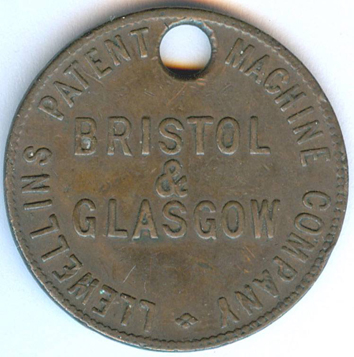 LLEWELLINS PATENT MACHINE COMPANY
BRISTOL
&
GLASGOW